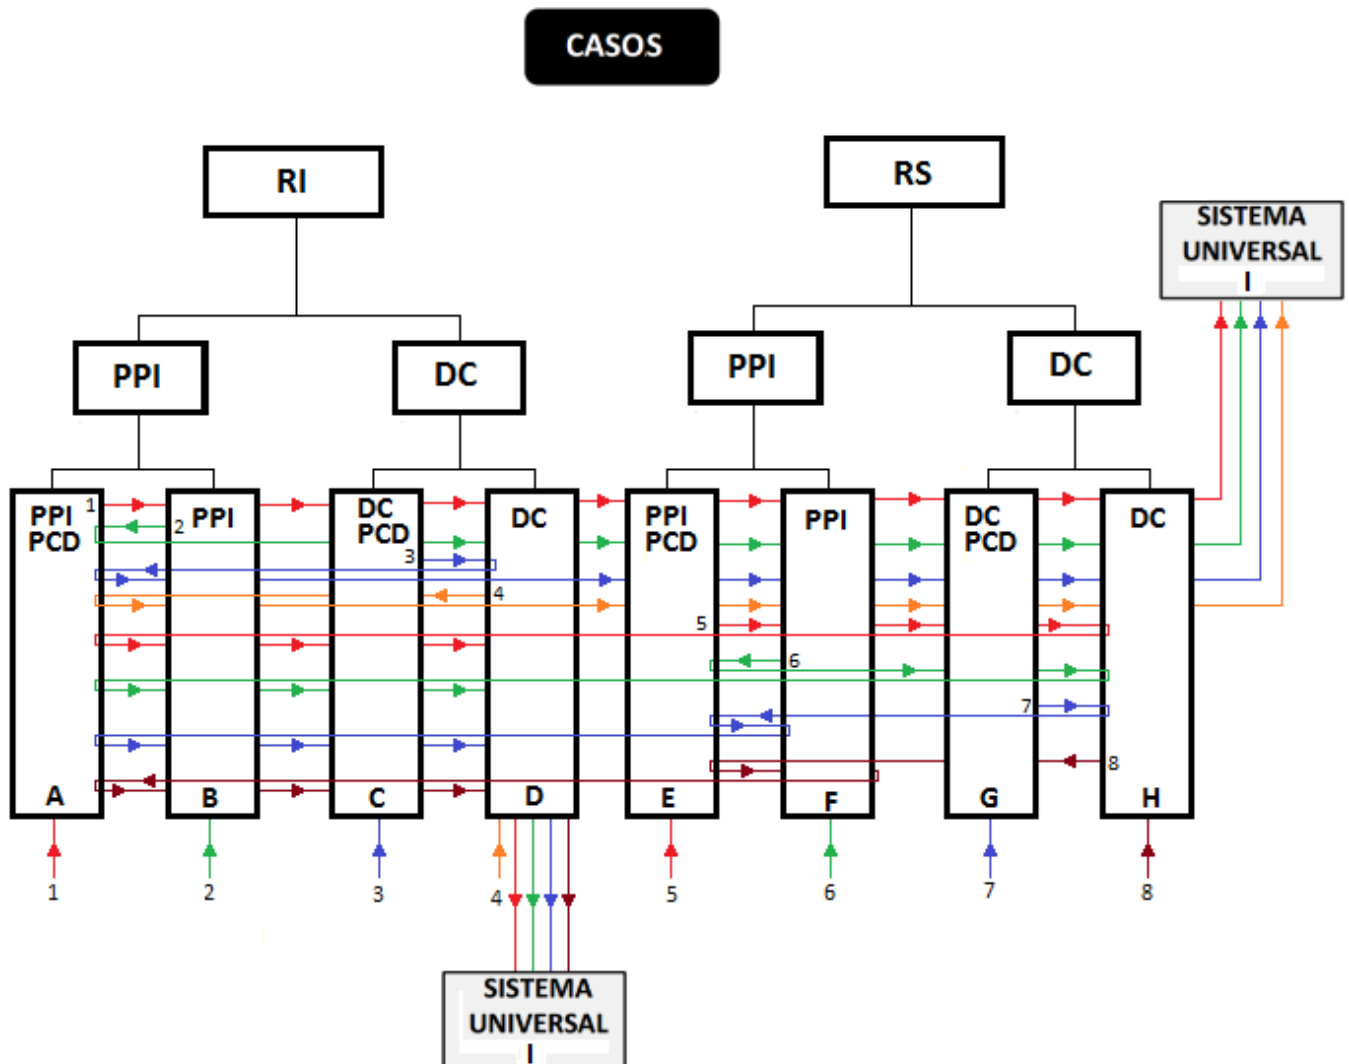 CASOS
RI
RS
SISTEMA
UNIVERSAL
I
PPI
DC
PPI
DC
PPI
PCD
1
2
PPI
DC
PCD
3
DC
4
PPI
PCD
5
PPI
6
DC
PCD
7
DC
8
A
B
C
D
E
F
G
H
1
2
3
4
5
6
7
8
SISTEMA
UNIVERSAL
I